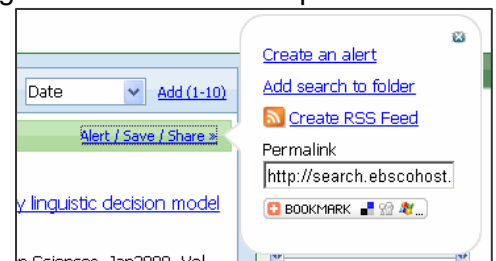 Create an alert
Date Add (1-10)
Add search to folder
Create RSS Feed
Alert / Save / Share »
Permalink
http://search.ebscohost.
linguistic decision model
BOOKMARK ...